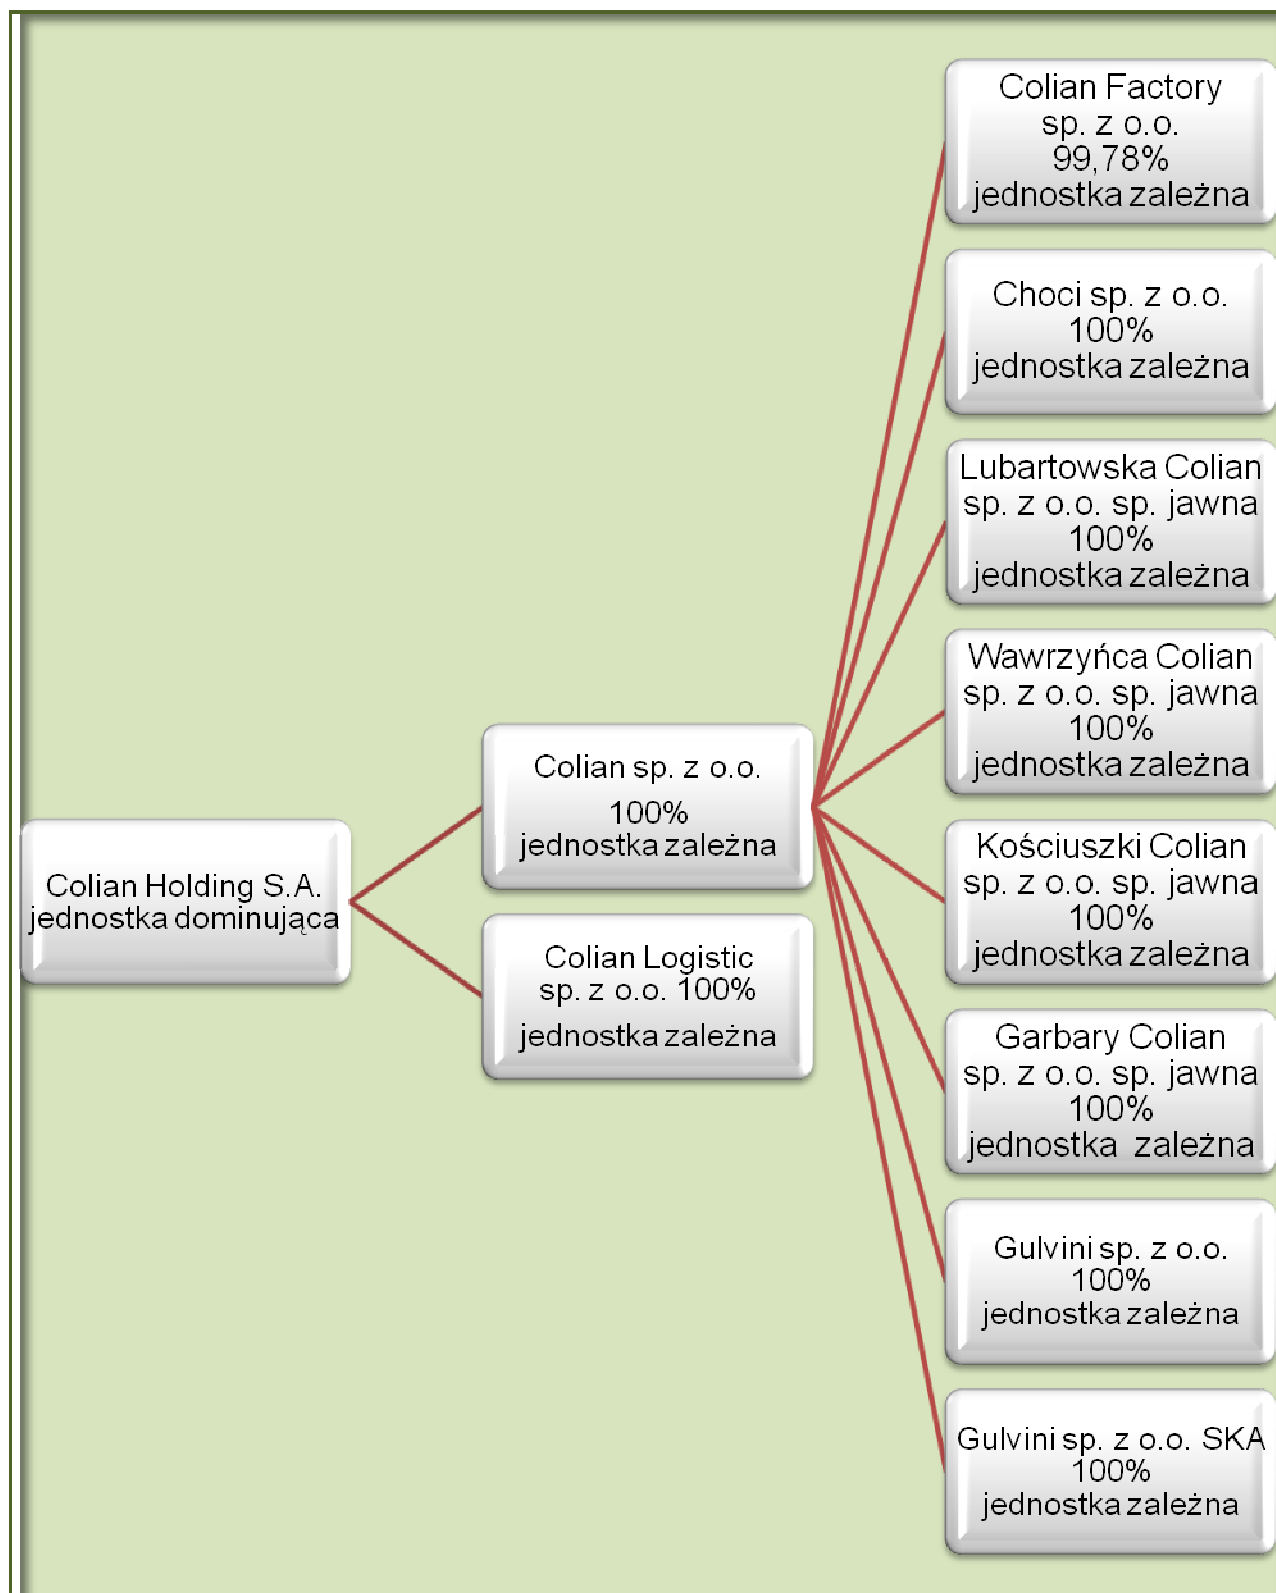 Colian Holding S.A.
jednostka dominująca
Colian sp. z o.o.
100%
jednostka zależna
Colian Logistic
sp. z o.o. 100%
jednostka zależna
Colian Factory
sp. z o.o.
99,78%
jednostka zależna
Choci sp. z o.o.
100%
jednostka zależna
Lubartowska Colian
sp. z o.o. sp. jawna
100%
jednostka zależna
Wawrzyńca Colian
sp. z o.o. sp. jawna
100%
jednostka zależna
Kościuszki Colian
sp. z o.o. sp. jawna
100%
jednostka zależna
Garbary Colian
sp. z o.o. sp. jawna
100%
jednostka zależna
Gulvini sp. z o.o.
100%
jednostka zależna
Gulvini sp. z o.o. SKA
100%
jednostka zależna